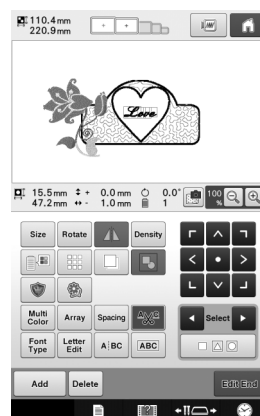 110.4mm
220.9mm
Love
15.5mm + 0.0mm 0.0°
47.2mm - 1.0mm 1
100 %
Size Rotate Density
Multi Color Array Spacing
Font Type Letter Edit A|BC ABC
Select
Add Delete Edit End